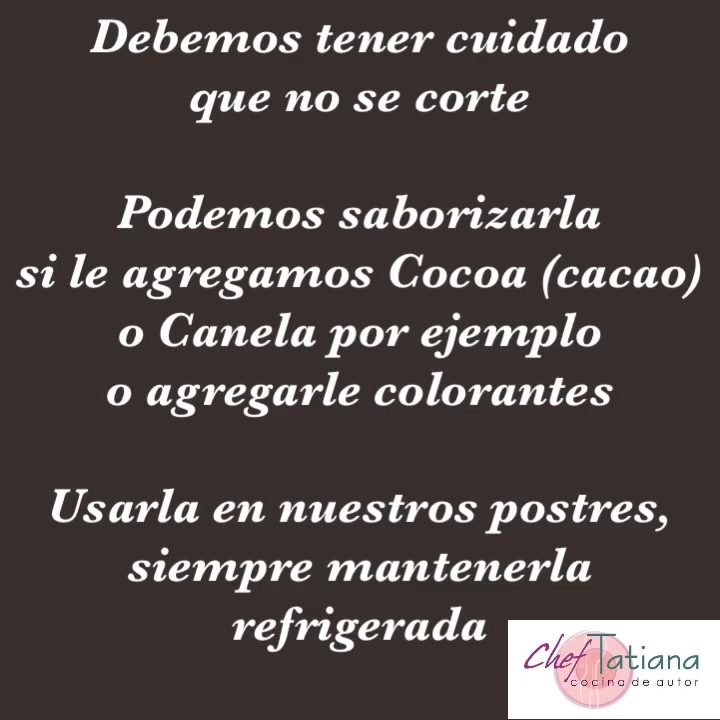 Debemos tener cuidado
que no se corte
Podemos saborizarla
si le agregamos Cocoa (cacao)
o Canela por ejemplo
o agregarle colorantes
Usarla en nuestros postres,
siempre mantenerla
refrigerada
Chef Tatiana
cocina de autor